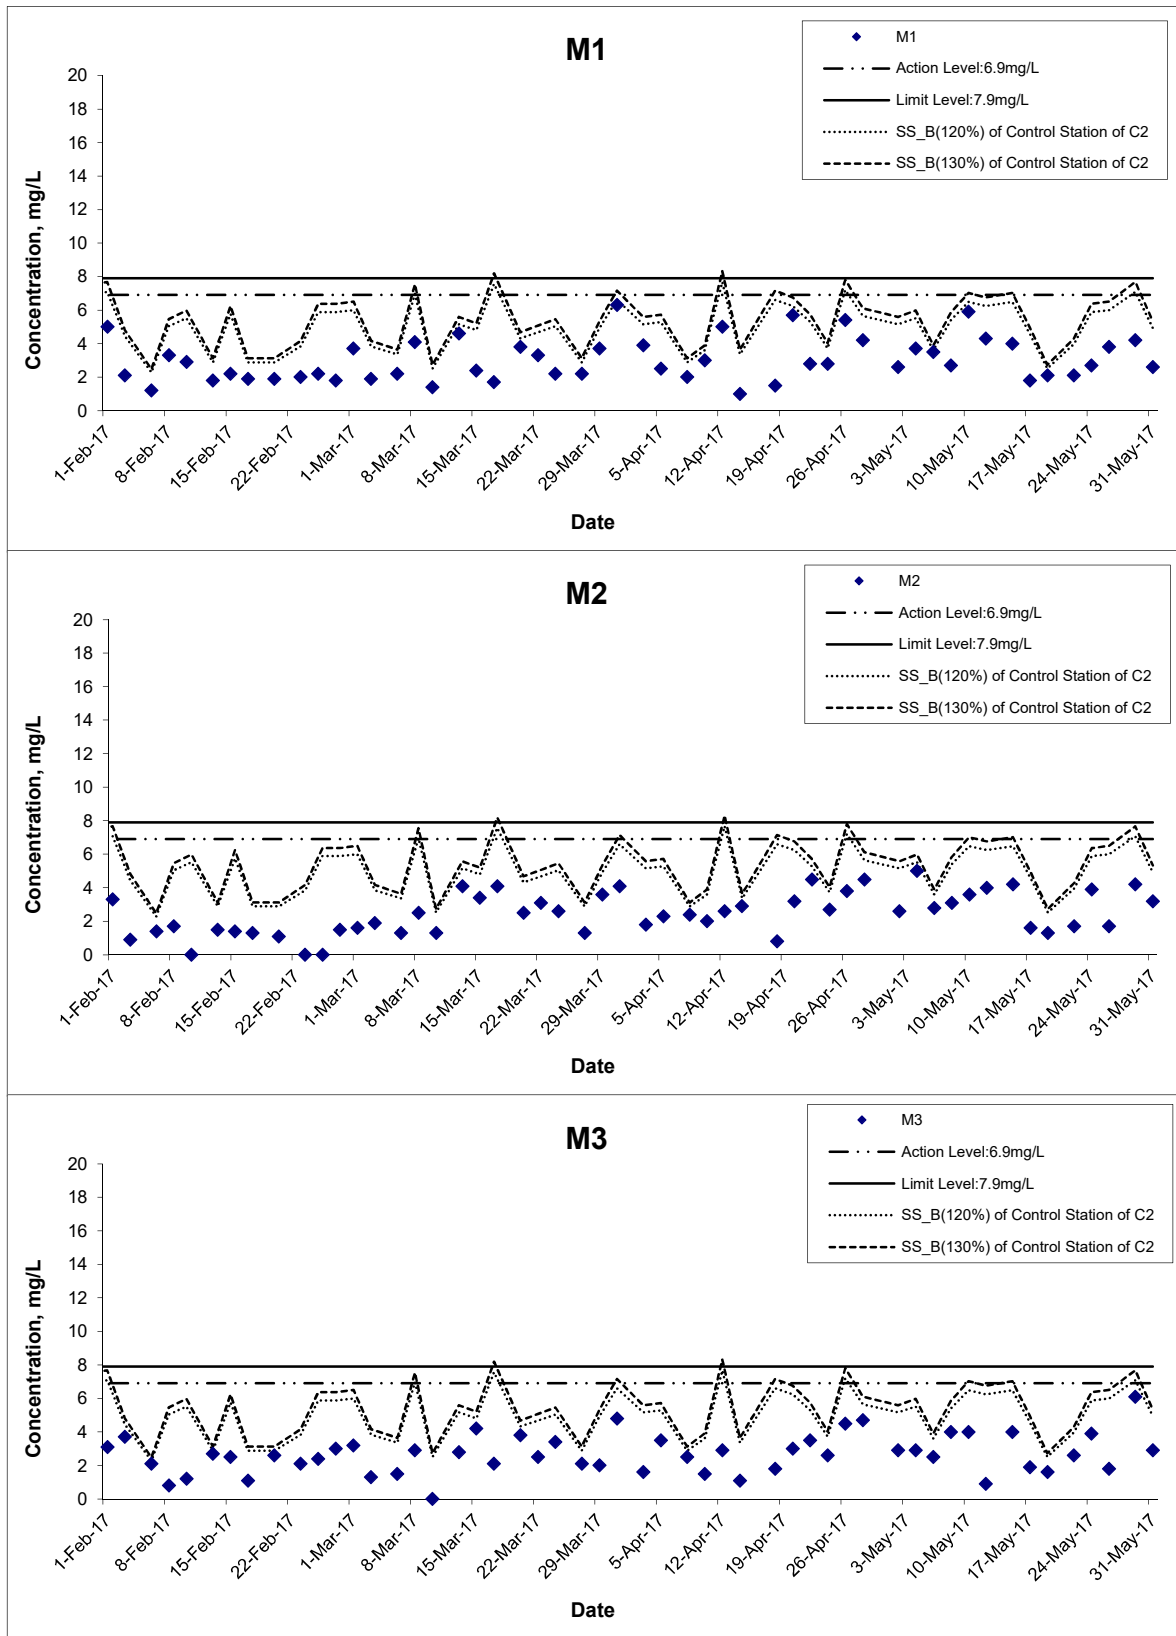 M1
M1
Action Level:6.9mg/L
Limit Level:7.9mg/L
SS_B(120%) of Control Station of C2
SS_B(130%) of Control Station of C2
Concentration, mg/L
20
18
16
14
12
10
8
6
4
2
0
1-Feb-17
8-Feb-17
15-Feb-17
22-Feb-17
1-Mar-17
8-Mar-17
15-Mar-17
22-Mar-17
29-Mar-17
5-Apr-17
12-Apr-17
19-Apr-17
26-Apr-17
3-May-17
10-May-17
17-May-17
24-May-17
31-May-17
Date
M2
M2
Action Level:6.9mg/L
Limit Level:7.9mg/L
SS_B(120%) of Control Station of C2
SS_B(130%) of Control Station of C2
Concentration, mg/L
20
18
16
14
12
10
8
6
4
2
0
1-Feb-17
8-Feb-17
15-Feb-17
22-Feb-17
1-Mar-17
8-Mar-17
15-Mar-17
22-Mar-17
29-Mar-17
5-Apr-17
12-Apr-17
19-Apr-17
26-Apr-17
3-May-17
10-May-17
17-May-17
24-May-17
31-May-17
Date
M3
M3
Action Level:6.9mg/L
Limit Level:7.9mg/L
SS_B(120%) of Control Station of C2
SS_B(130%) of Control Station of C2
Concentration, mg/L
20
18
16
14
12
10
8
6
4
2
0
1-Feb-17
8-Feb-17
15-Feb-17
22-Feb-17
1-Mar-17
8-Mar-17
15-Mar-17
22-Mar-17
29-Mar-17
5-Apr-17
12-Apr-17
19-Apr-17
26-Apr-17
3-May-17
10-May-17
17-May-17
24-May-17
31-May-17
Date